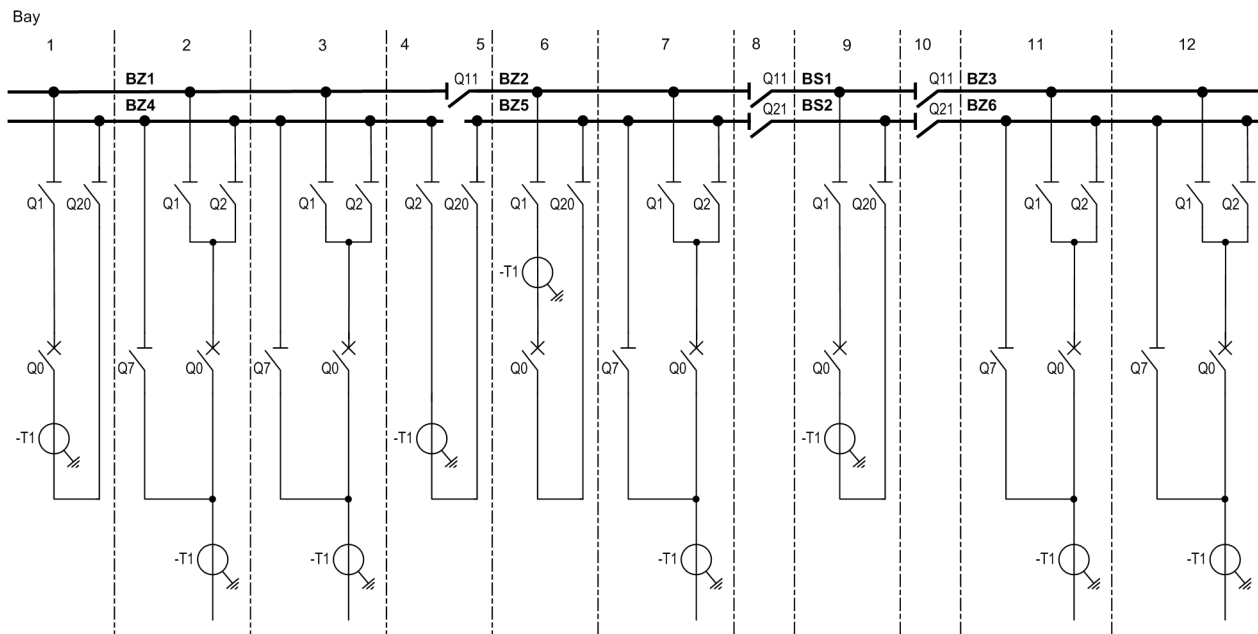 Bay
1 2 3 4 5 6 7 8 9 10 11 12
BZ1 Q11 BZ2 Q11 BS1 Q11 BZ3
BZ4 BZ5 Q21 BS2 Q21 BZ6
Q1 Q20 Q1 Q2 Q1 Q2 Q2 Q20 Q1 Q20 Q1 Q2 Q1 Q20 Q1 Q2 Q1 Q2
-T1
Q0 Q7 Q0 Q7 Q0 Q0 Q7 Q0 Q0 Q7 Q0 Q7 Q0
-T1 -T1 -T1
-T1 -T1 -T1 -T1 -T1